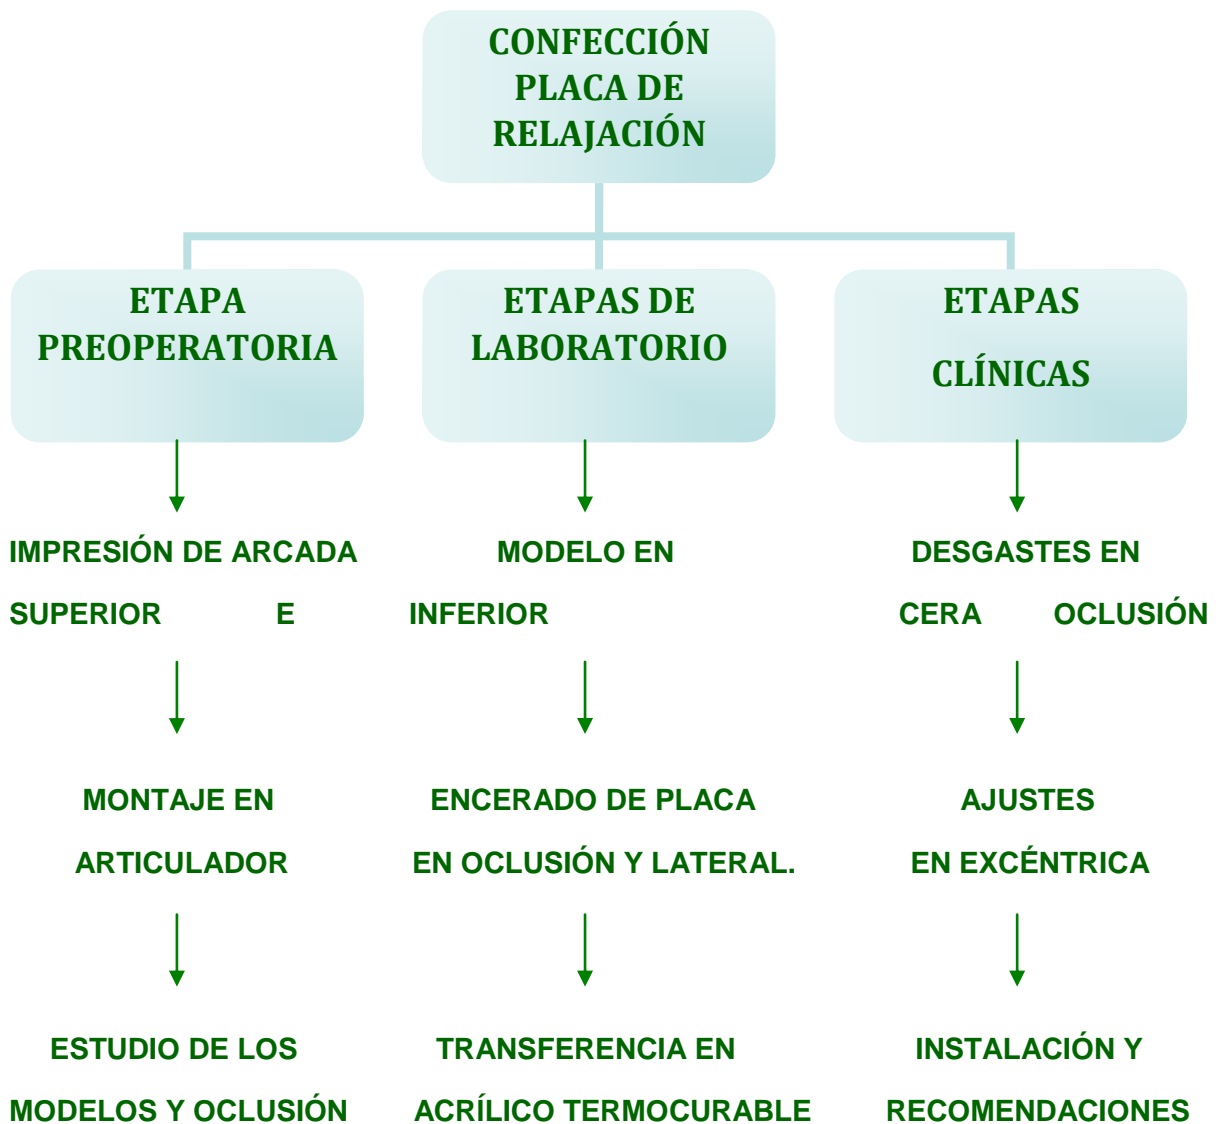 CONFECCIÓN
PLACA DE
RELAJACIÓN
ETAPA
PREOPERATORIA
ETAPAS DE
LABORATORIO
ETAPAS
CLÍNICAS
IMPRESIÓN DE ARCADA MODELO EN DESGASTES EN
SUPERIOR E INFERIOR CERA OCLUSIÓN
MONTAJE EN ENCERADO DE PLACA AJUSTES
ARTICULADOR EN OCLUSIÓN Y LATERAL. EN EXCÉNTRICA
ESTUDIO DE LOS TRANSFERENCIA EN INSTALACIÓN Y
MODELOS Y OCLUSIÓN ACRÍLICO TERMOCURABLE RECOMENDACIONES